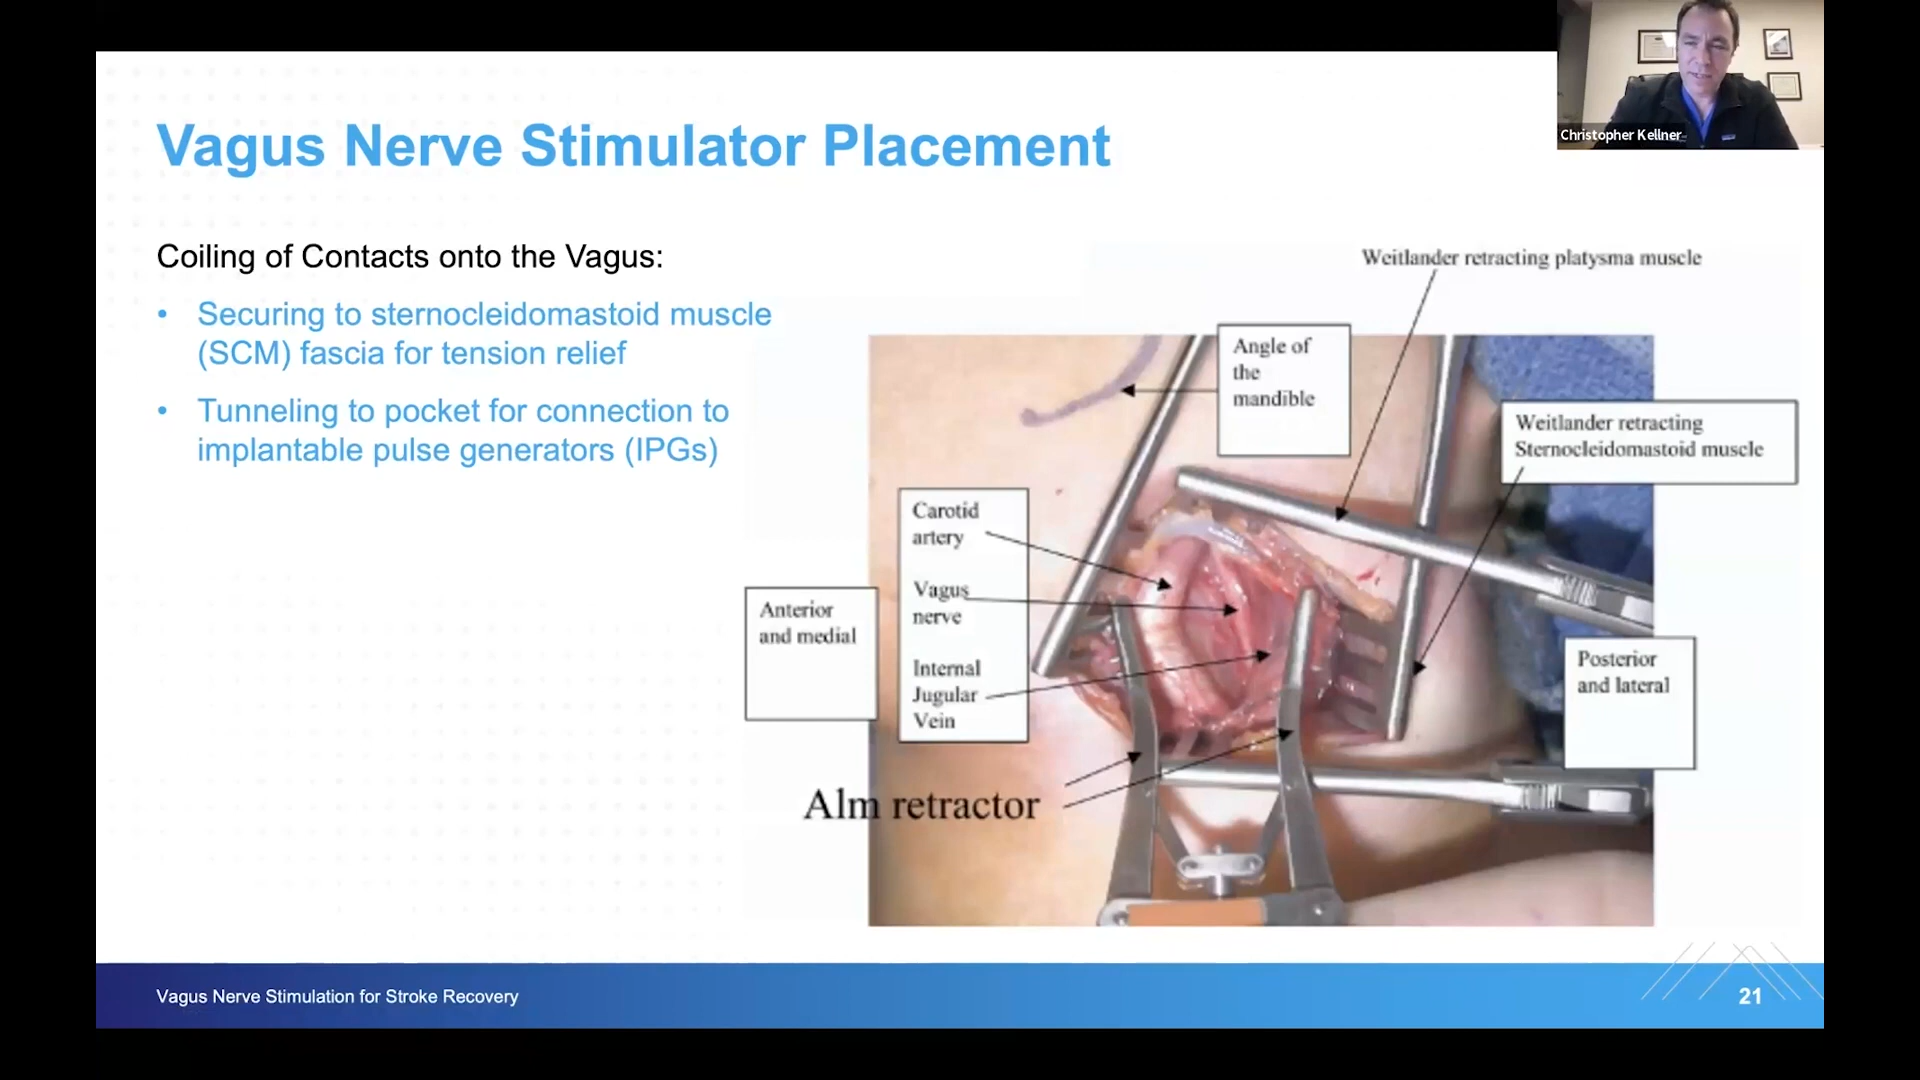 Christopher Kellner
Vagus Nerve Stimulator Placement
Coiling of Contacts onto the Vagus:
• Securing to sternocleidomastoid muscle
(SCM) fascia for tension relief
• Tunneling to pocket for connection to
implantable pulse generators (IPGs)
Weitlander retracting platysma muscle
Angle of
the
mandible
Weitlander retracting
Sternocleidomastoid muscle
Carotid
artery
Vagus
nerve
Internal
Jugular
Vein
Anterior
and medial
Posterior
and lateral
Alm retractor
Vagus Nerve Stimulation for Stroke Recovery
21